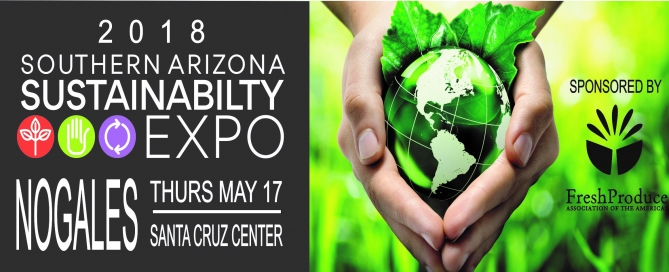 2018
SOUTHERN ARIZONA
SUSTAINABILTY
EXPO
NOGALES
THURS MAY 17
SANTA CRUZ CENTER
SPONSORED BY
FreshProduce
ASSOCIATION OF THE AMERICAS